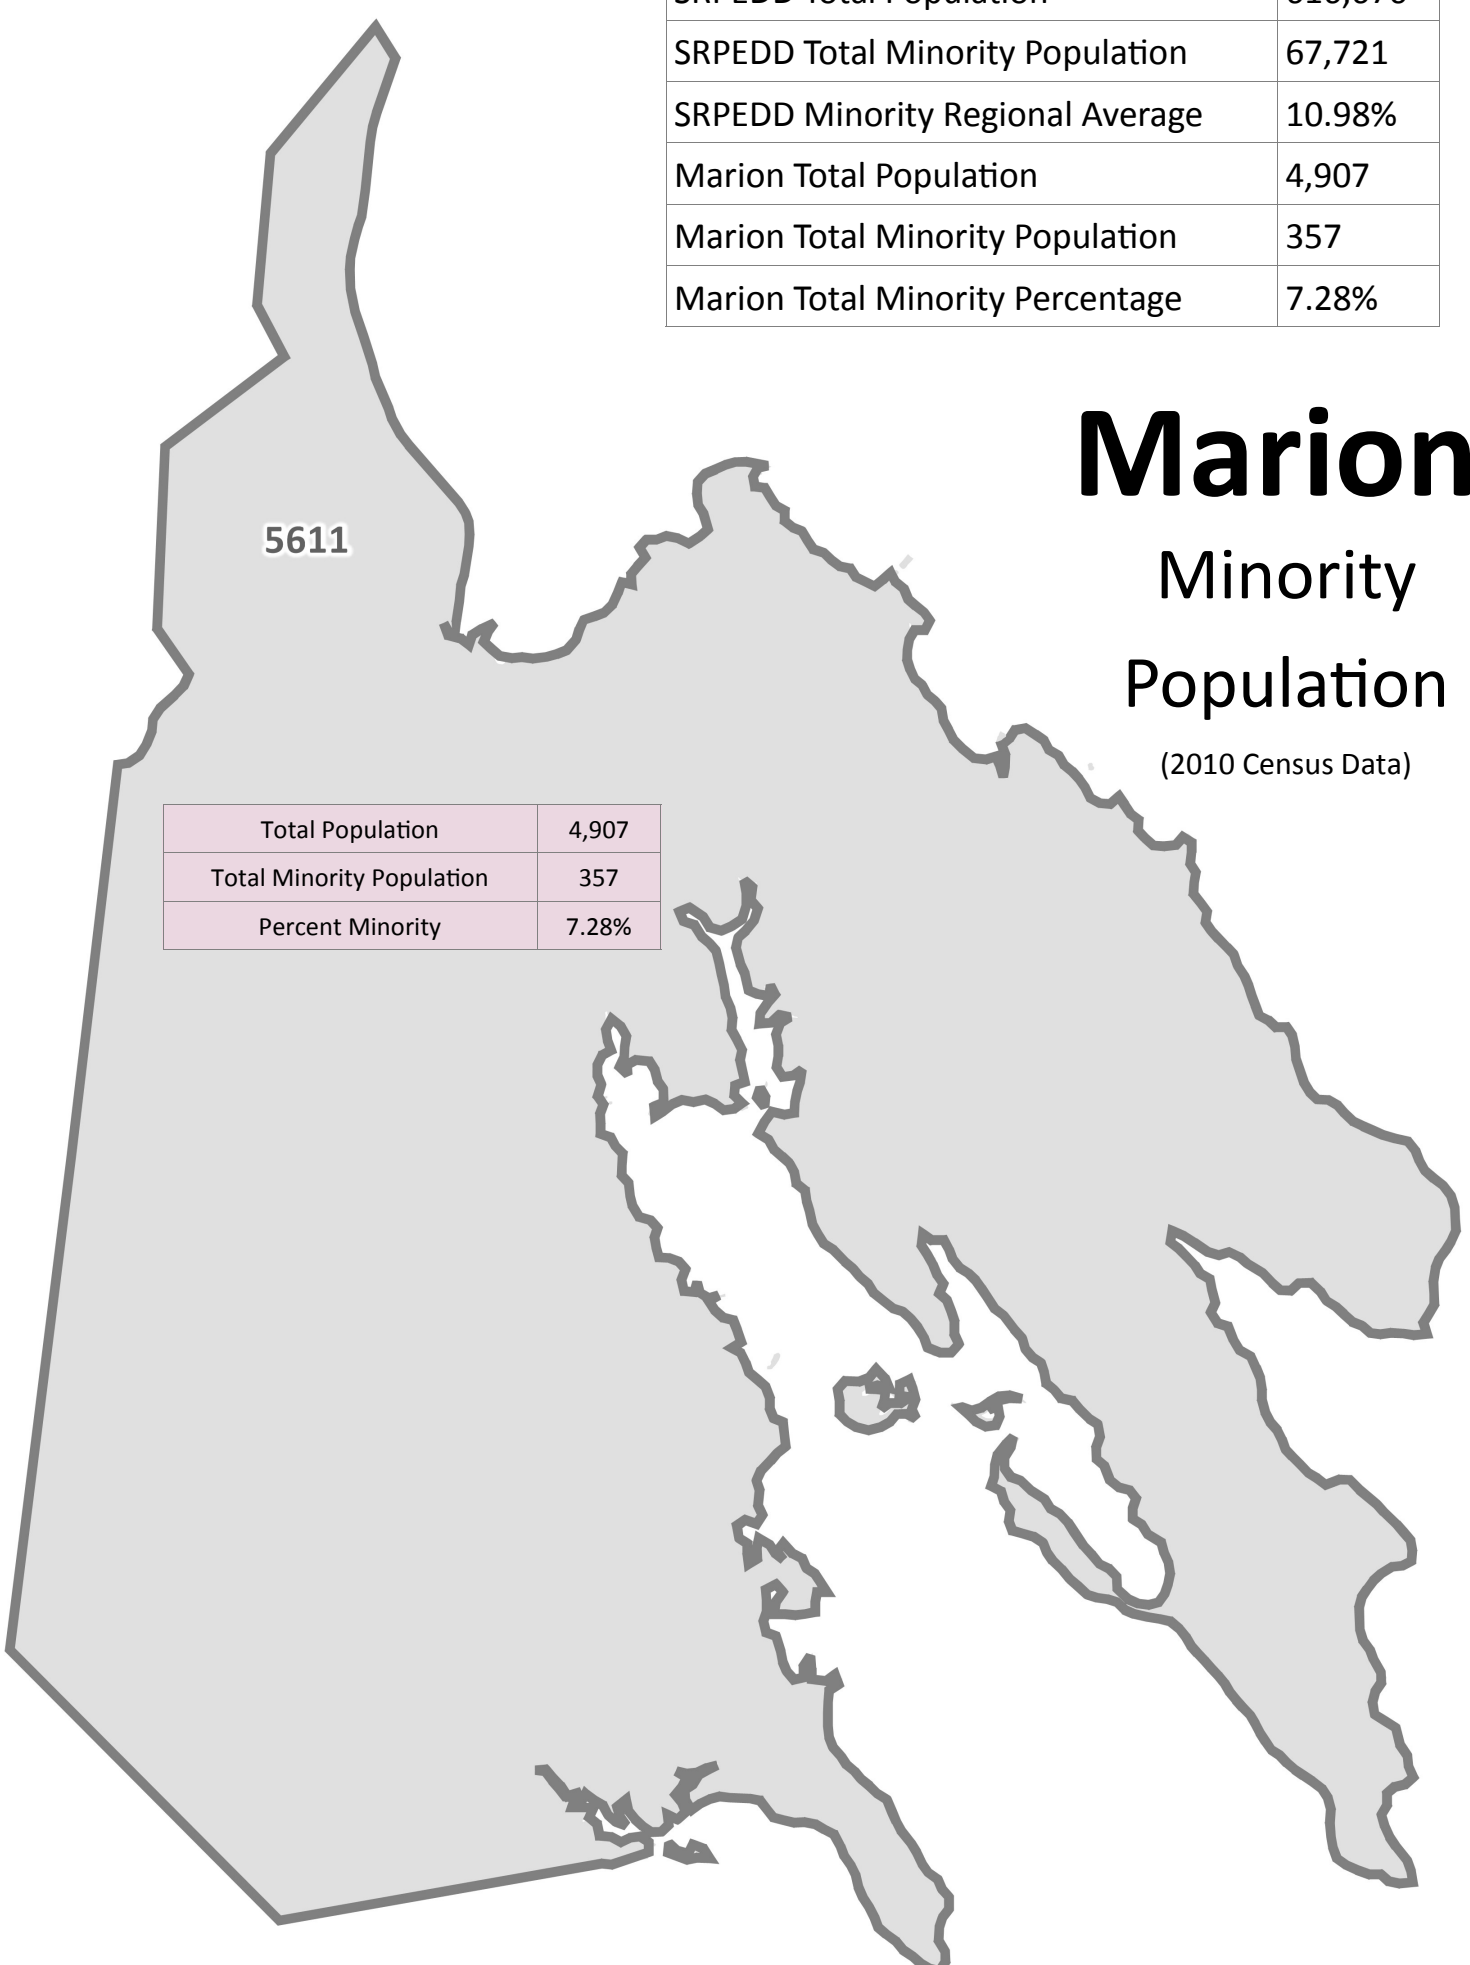 SRPEDD Total Minority Population 67,721
SRPEDD Minority Regional Average 10.98%
Marion Total Population 4,907
Marion Total Minority Population 357
Marion Total Minority Percentage 7.28%
Marion
Minority
Population
(2010 Census Data)
5611
Total Population 4,907
Total Minority Population 357
Percent Minority 7.28%